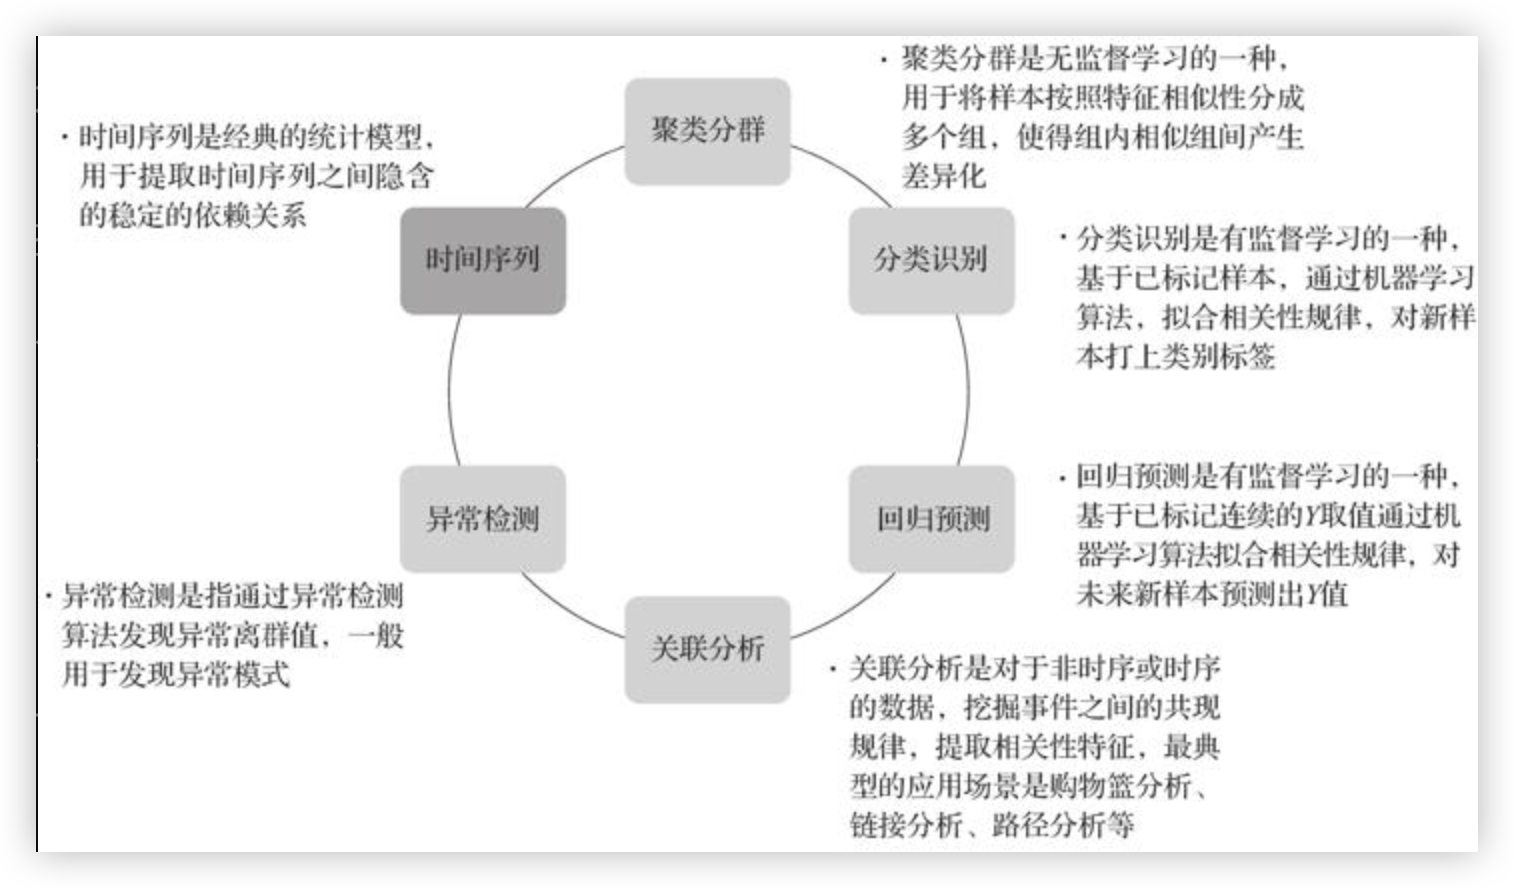 聚类分群
· 聚类分群是无监督学习的一种，
用于将样本按照特征相似性分成
多个组，使得组内相似组间产生
差异化
分类识别
· 分类识别是有监督学习的一种，
基于已标记样本，通过机器学习
算法，拟合相关性规律，对新样
本打上类别标签
回归预测
· 回归预测是有监督学习的一种，
基于已标记连续的Y取值通过机
器学习算法拟合相关性规律，对
未来新样本预测出Y值
关联分析
· 关联分析是对于非时序或时序
的数据，挖掘事件之间的共现
规律，提取相关性特征，最典
型的应用场景是购物篮分析、
链接分析、路径分析等
异常检测
· 异常检测是指通过异常检测
算法发现异常离群值，一般
用于发现异常模式
时间序列
· 时间序列是经典的统计模型，
用于提取时间序列之间隐含
的稳定的依赖关系